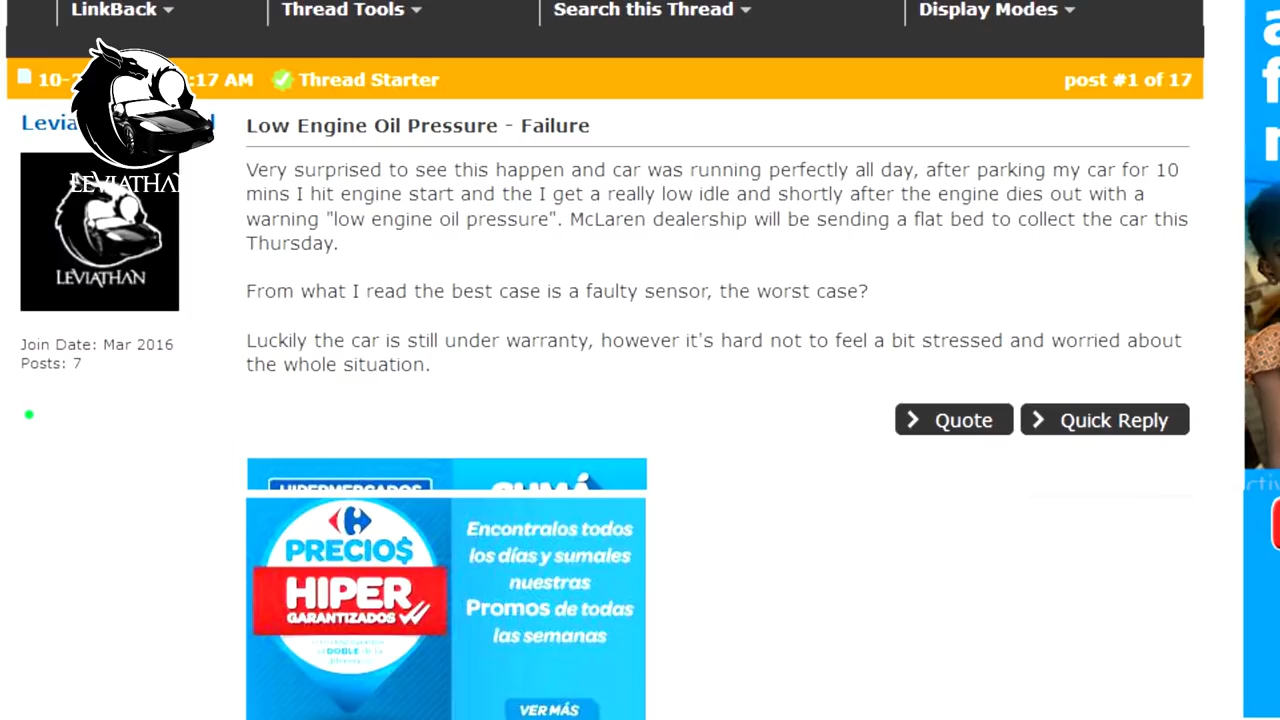 LinkBack
Thread Tools
Search this Thread
Display Modes
10-
:17 AM
Thread Starter
post #1 of 17
LEVIATHAN
Low Engine Oil Pressure - Failure
Very surprised to see this happen and car was running perfectly all day, after parking my car for 10
mins I hit engine start and the I get a really low idle and shortly after the engine dies out with a
warning "low engine oil pressure". McLaren dealership will be sending a flat bed to collect the car this
Thursday.
LEVIATHAN
From what I read the best case is a faulty sensor, the worst case?
Luckily the car is still under warranty, however it's hard not to feel a bit stressed and worried about
the whole situation.
Join Date: Mar 2016
Posts: 7
Quote
Quick Reply
HIPERMERCADOS
SUMÁ
PRECIO$
HIPER
GARANTIZADOS
DOBLE
Encontralos todos
los días y sumales
nuestras
Promos de todas
las semanas
VER MÁS